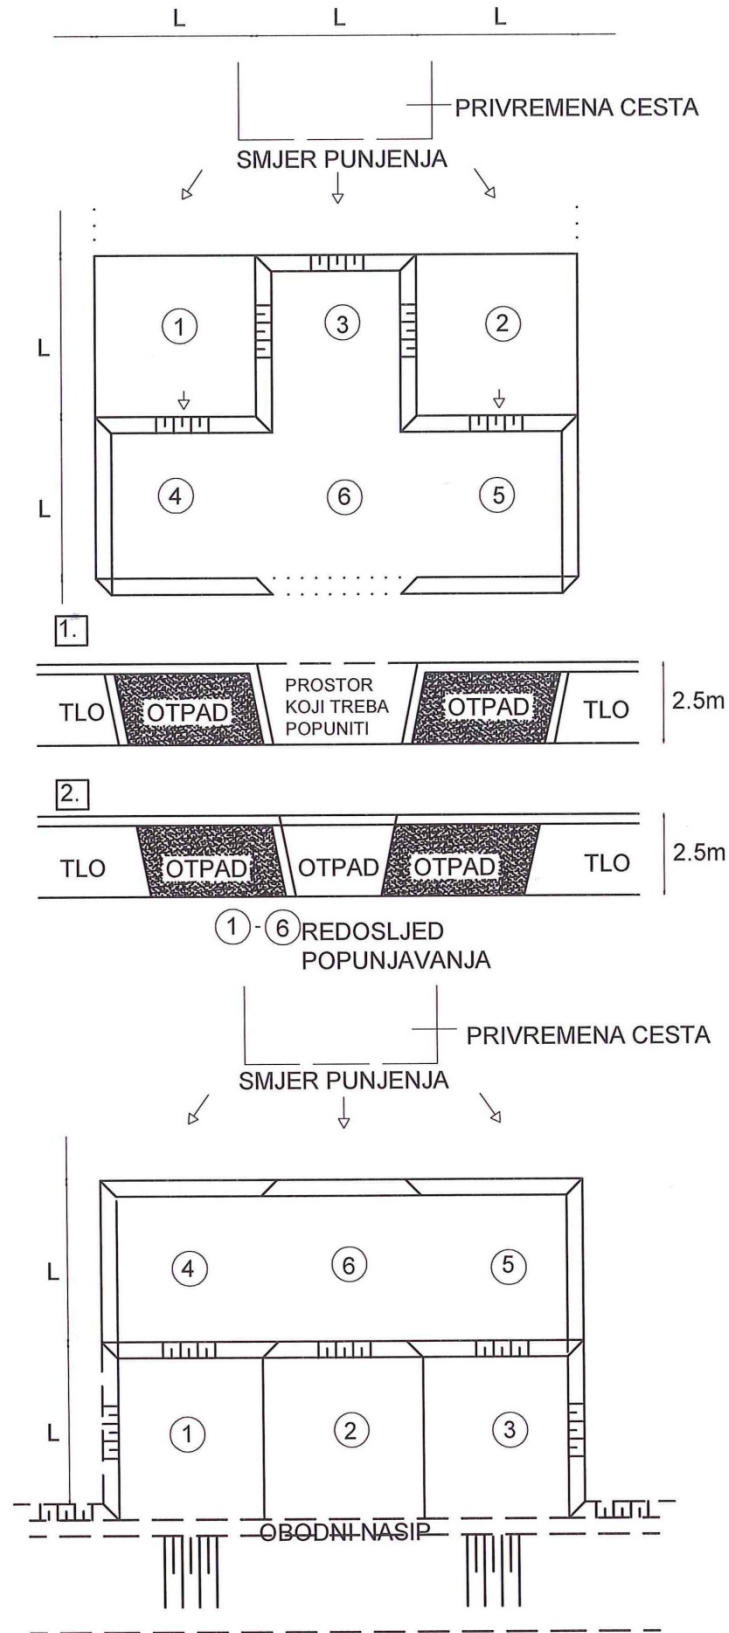 L L L
PRIVREMENA CESTA
SMJER PUNJENJA
1 3 2
L
4 6 5
L
1.
TLO OTPAD PROSTOR KOJI TREBA POPUNITI OTPAD TLO 2.5m
2.
TLO OTPAD OTPAD OTPAD TLO 2.5m
1 - 6 REDOSLJED
POPUNJAVANJA
PRIVREMENA CESTA
SMJER PUNJENJA
L 4 6 5
L 1 2 3
OBODNI NASIP